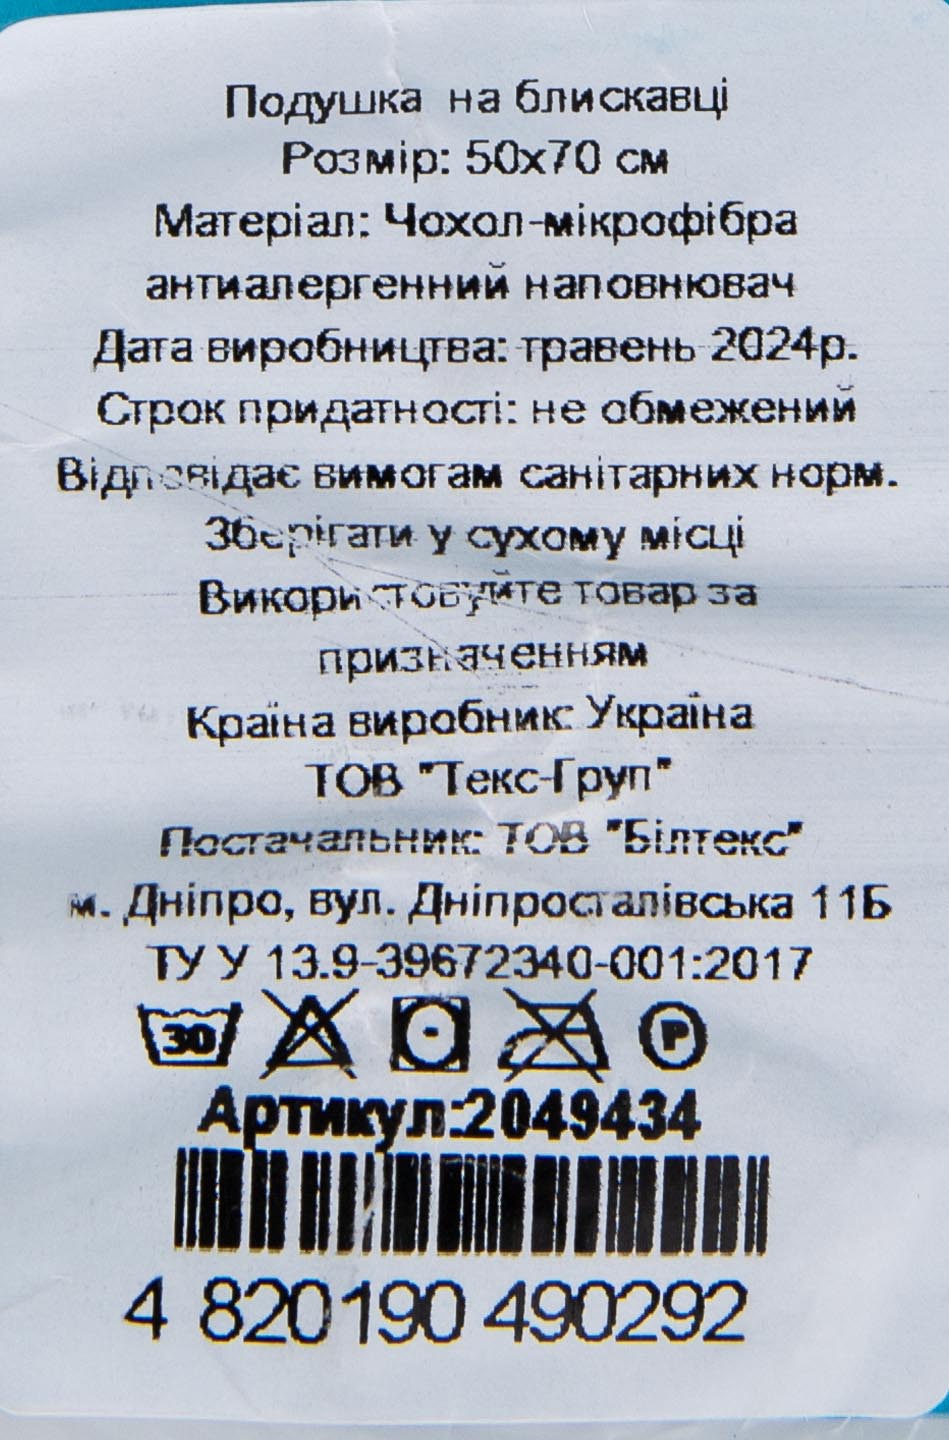 Подушка на блискавці
Розмір: 50х70 см
Матеріал: Чохол-мікрофібра
антиалергенний наповнювач
Дата виробництва: травень 2024р.
Строк придатності: не обмежений
Відповідає вимогам санітарних норм.
Зберігати у сухому місці
Використовуйте товар за
призначенням
Країна виробник: Україна
ТОВ "Текс-Груп"
Постачальник: ТОВ "Білтекс"
м. Дніпро, вул. Дніпросталівська 11Б
ТУ У 13.9-39672340-001:2017
30 P
Артикул:2049434
4 820190 490292